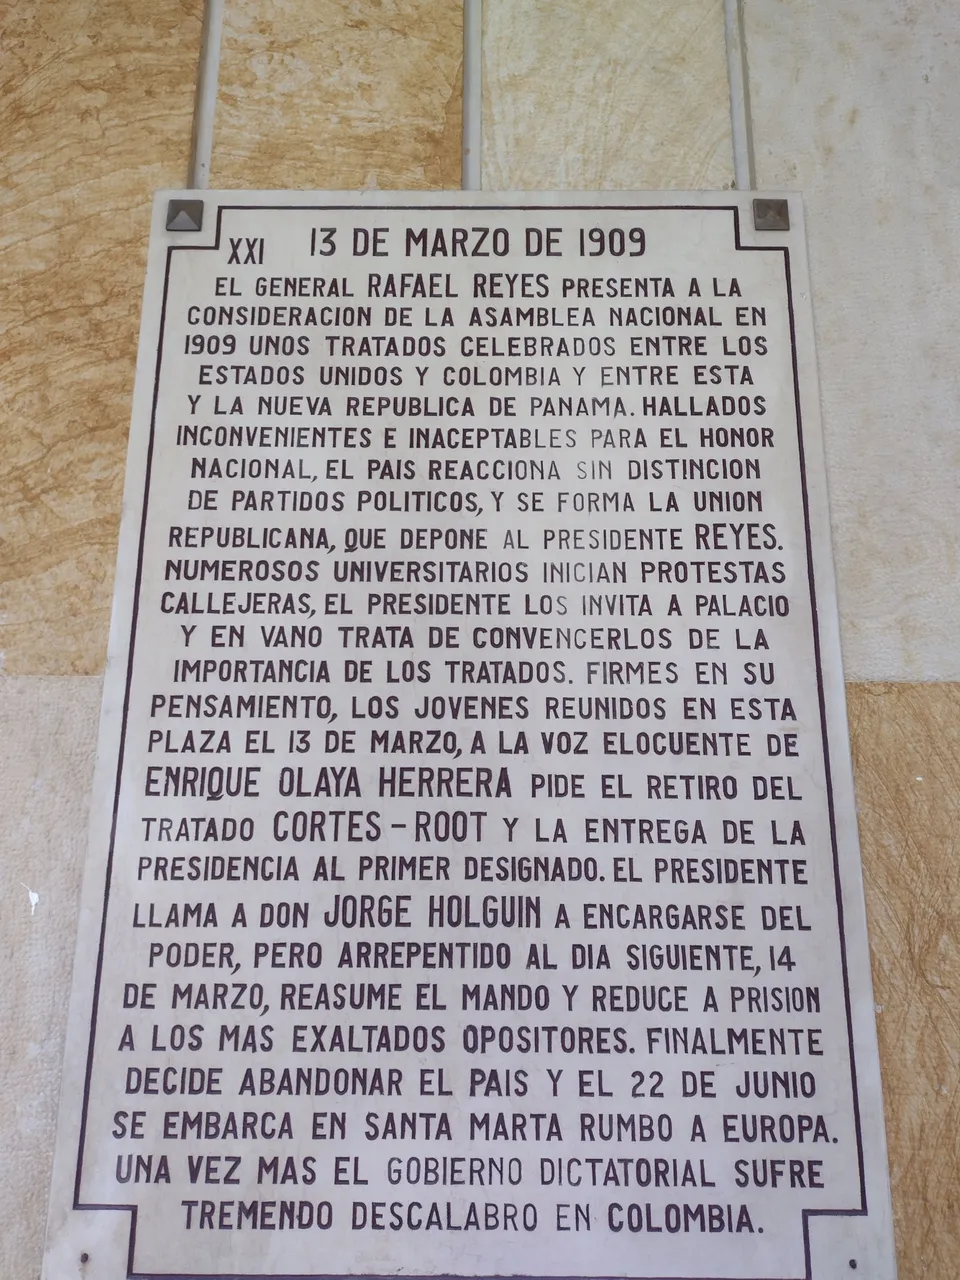 XXI 13 DE MARZO DE 1909
EL GENERAL RAFAEL REYES PRESENTA A LA
CONSIDERACION DE LA ASAMBLEA NACIONAL EN
1909 UNOS TRATADOS CELEBRADOS ENTRE LOS
ESTADOS UNIDOS Y COLOMBIA Y ENTRE ESTA
Y LA NUEVA REPUBLICA DE PANAMA. HALLADOS
INCONVENIENTES E INACEPTABLES PARA EL HONOR
NACIONAL, EL PAIS REACCIONA SIN DISTINCION
DE PARTIDOS POLITICOS, Y SE FORMA LA UNION
REPUBLICANA, QUE DEPONE AL PRESIDENTE REYES.
NUMEROSOS UNIVERSITARIOS INICIAN PROTESTAS
CALLEJERAS, EL PRESIDENTE LOS INVITA A PALACIO
Y EN VANO TRATA DE CONVENCERLOS DE LA
IMPORTANCIA DE LOS TRATADOS. FIRMES EN SU
PENSAMIENTO, LOS JOVENES REUNIDOS EN ESTA
PLAZA EL 13 DE MARZO, A LA VOZ ELOCUENTE DE
ENRIQUE OLAYA HERRERA PIDE EL RETIRO DEL
TRATADO CORTES-ROOT Y LA ENTREGA DE LA
PRESIDENCIA AL PRIMER DESIGNADO. EL PRESIDENTE
LLAMA A DON JORGE HOLGUIN A ENCARGARSE DEL
PODER, PERO ARREPENTIDO AL DIA SIGUIENTE, 14
DE MARZO, REASUME EL MANDO Y REDUCE A PRISION
A LOS MAS EXALTADOS OPOSITORES. FINALMENTE
DECIDE ABANDONAR EL PAIS Y EL 22 DE JUNIO
SE EMBARCA EN SANTA MARTA RUMBO A EUROPA.
UNA VEZ MAS EL GOBIERNO DICTATORIAL SUFRE
TREMENDO DESCALABRO EN COLOMBIA.